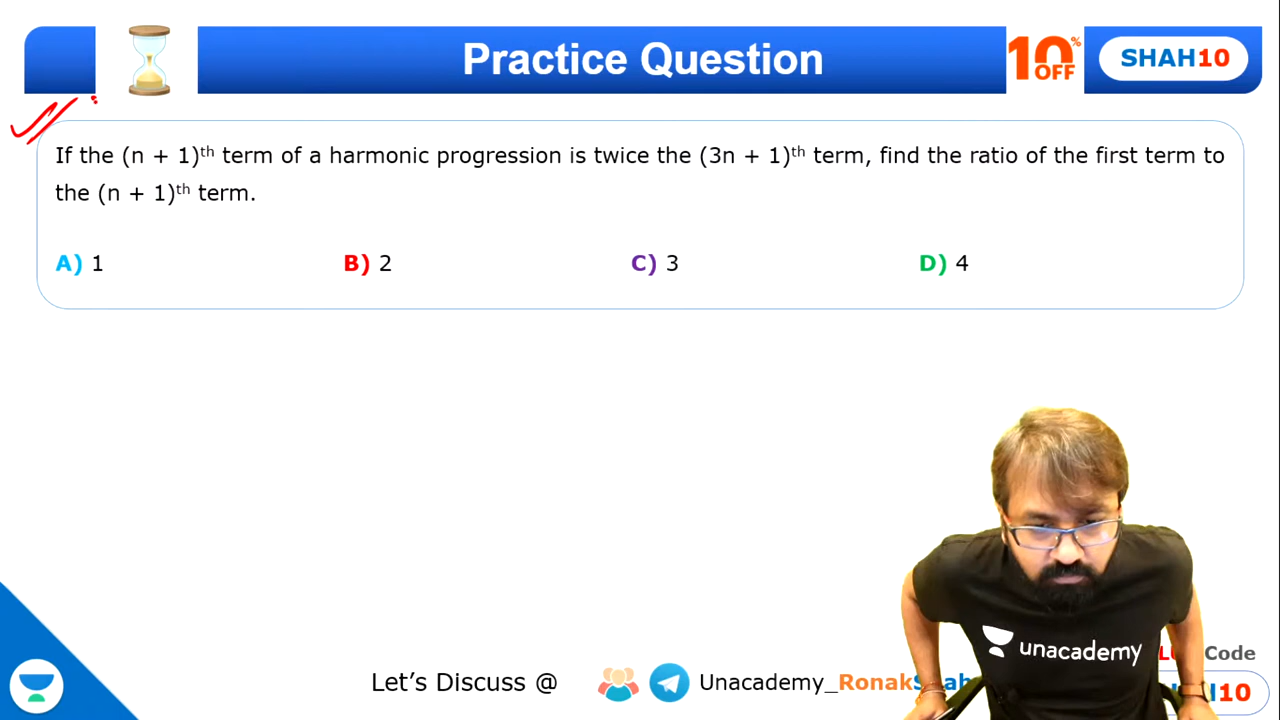 Practice Question
10% OFF
SHAH10
If the (n + 1)th term of a harmonic progression is twice the (3n + 1)th term, find the ratio of the first term to
the (n + 1)th term.
A) 1
B) 2
C) 3
D) 4
unacademy
Code
Let’s Discuss @
Unacademy_RonakShah
10